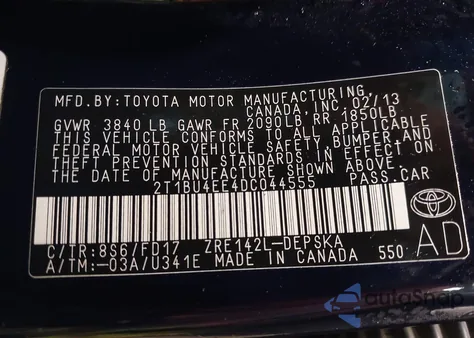 MFD.BY:TOYOTA MOTOR MANUFACTURING,
CANADA, INC. 02/13
GVWR 3840 LB GAWR FR 2090LB RR 1850LB
THIS VEHICLE CONFORMS TO ALL APPLICABLE
FEDERAL MOTOR VEHICLE SAFETY, BUMPER, AND
THEFT PREVENTION STANDARDS IN EFFECT ON
THE DATE OF MANUFACTURE SHOWN ABOVE.
2T1BU4EE4DC044555 PASS.CAR
C/TR:8S6/FD17 ZRE142L-DEPSKA
A/TM:-03A/U341E MADE IN CANADA 550
AD
autoSnap